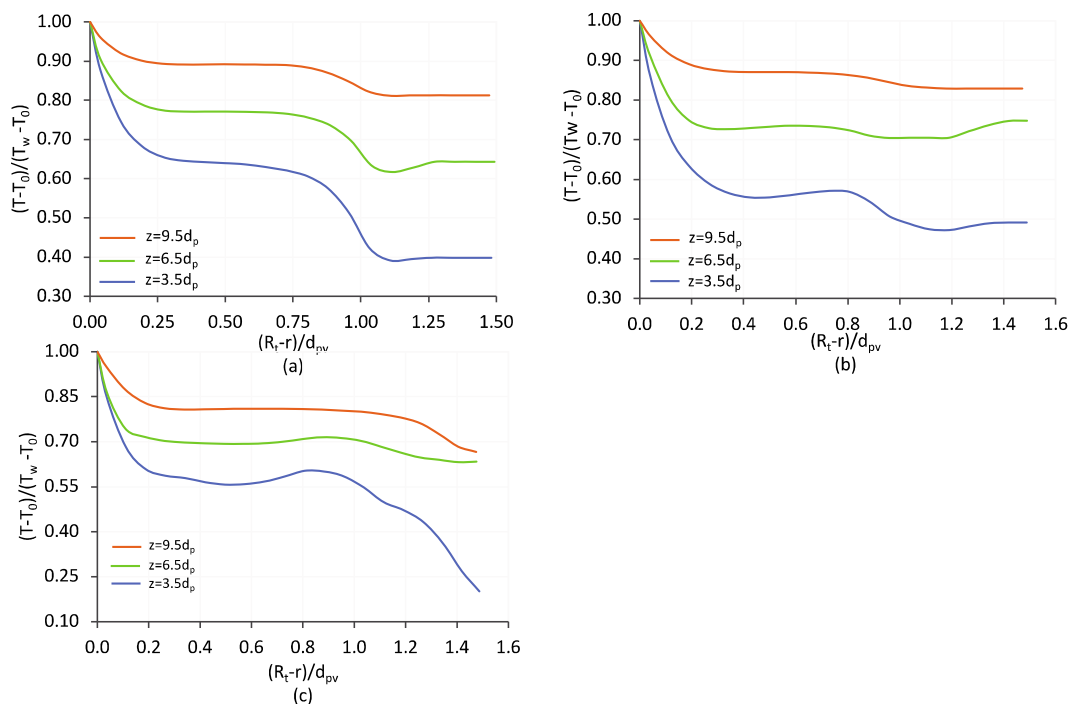 1.00
0.90
0.80
0.70
0.60
0.50
0.40
0.30
(T-T0)/(Tw -T0)
z=9.5dp
z=6.5dp
z=3.5dp
0.00 0.25 0.50 0.75 1.00 1.25 1.50
(Rt-r)/dpv
(a)
1.00
0.90
0.80
0.70
0.60
0.50
0.40
0.30
(T-T0)/(Tw -T0)
z=9.5dp
z=6.5dp
z=3.5dp
0.0 0.2 0.4 0.6 0.8 1.0 1.2 1.4 1.6
(Rt-r)/dpv
(b)
1.00
0.85
0.70
0.55
0.40
0.25
0.10
(T-T0)/(Tw -T0)
z=9.5dp
z=6.5dp
z=3.5dp
0.0 0.2 0.4 0.6 0.8 1.0 1.2 1.4 1.6
(Rt-r)/dpv
(c)